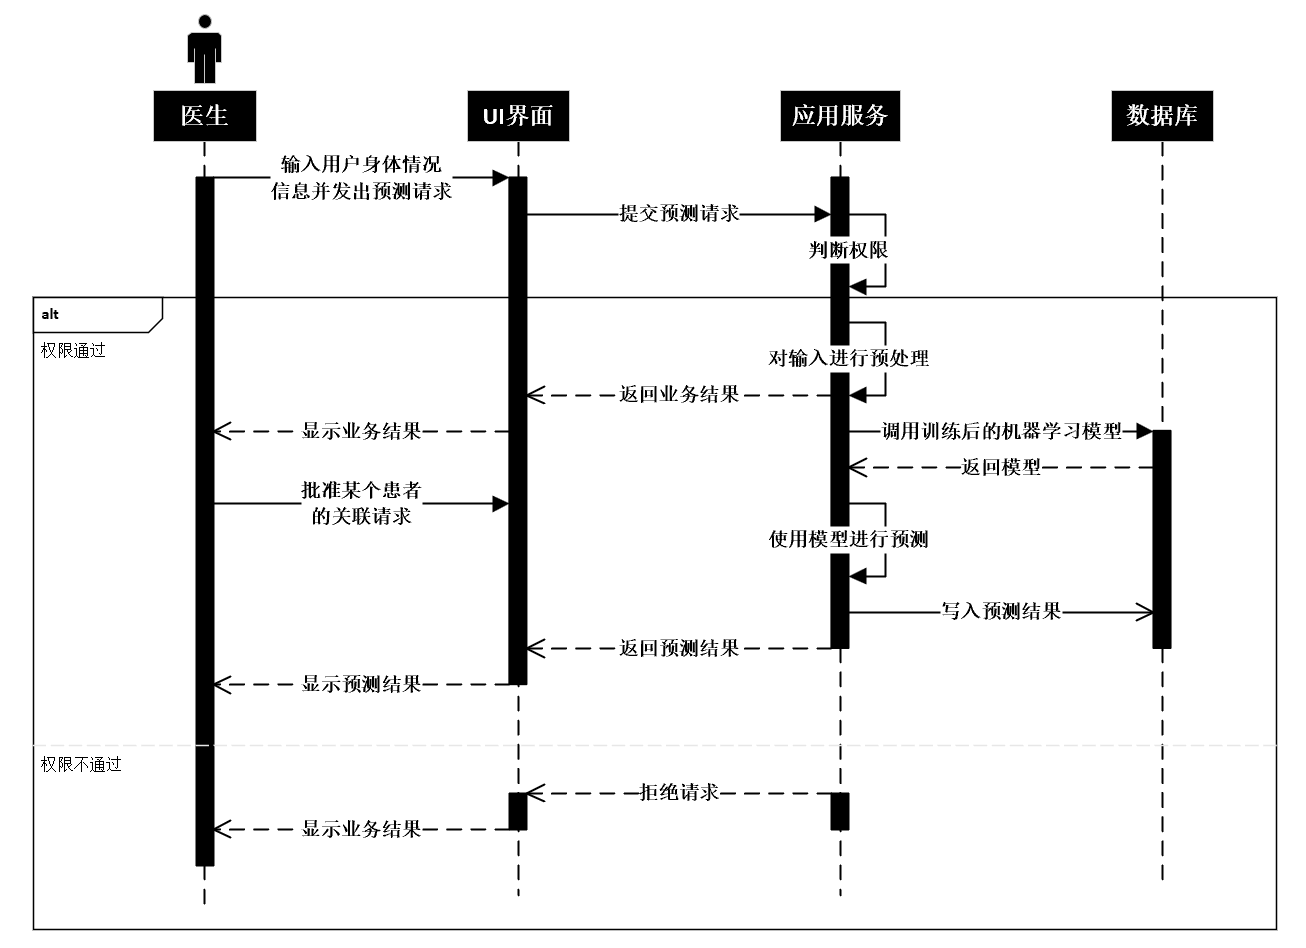 医生
UI界面
应用服务
数据库
输入用户身体情况
信息并发出预测请求
提交预测请求
判断权限
alt
权限通过
对输入进行预处理
返回业务结果
显示业务结果
调用训练后的机器学习模型
返回模型
批准某个患者
的关联请求
使用模型进行预测
写入预测结果
返回预测结果
显示预测结果
权限不通过
拒绝请求
显示业务结果